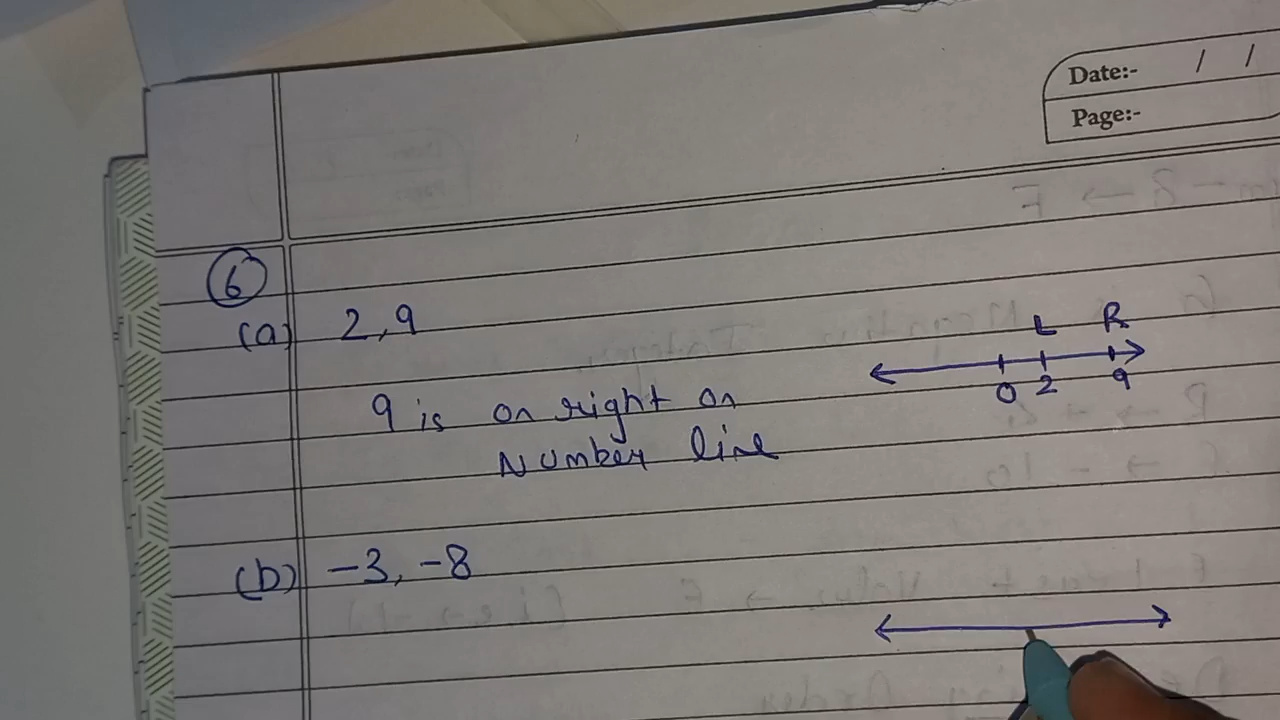 Date:- / /
Page:-
6
(a) 2, 9
L R
0 2 9
9 is on right on
Number line
(b) -3, -8